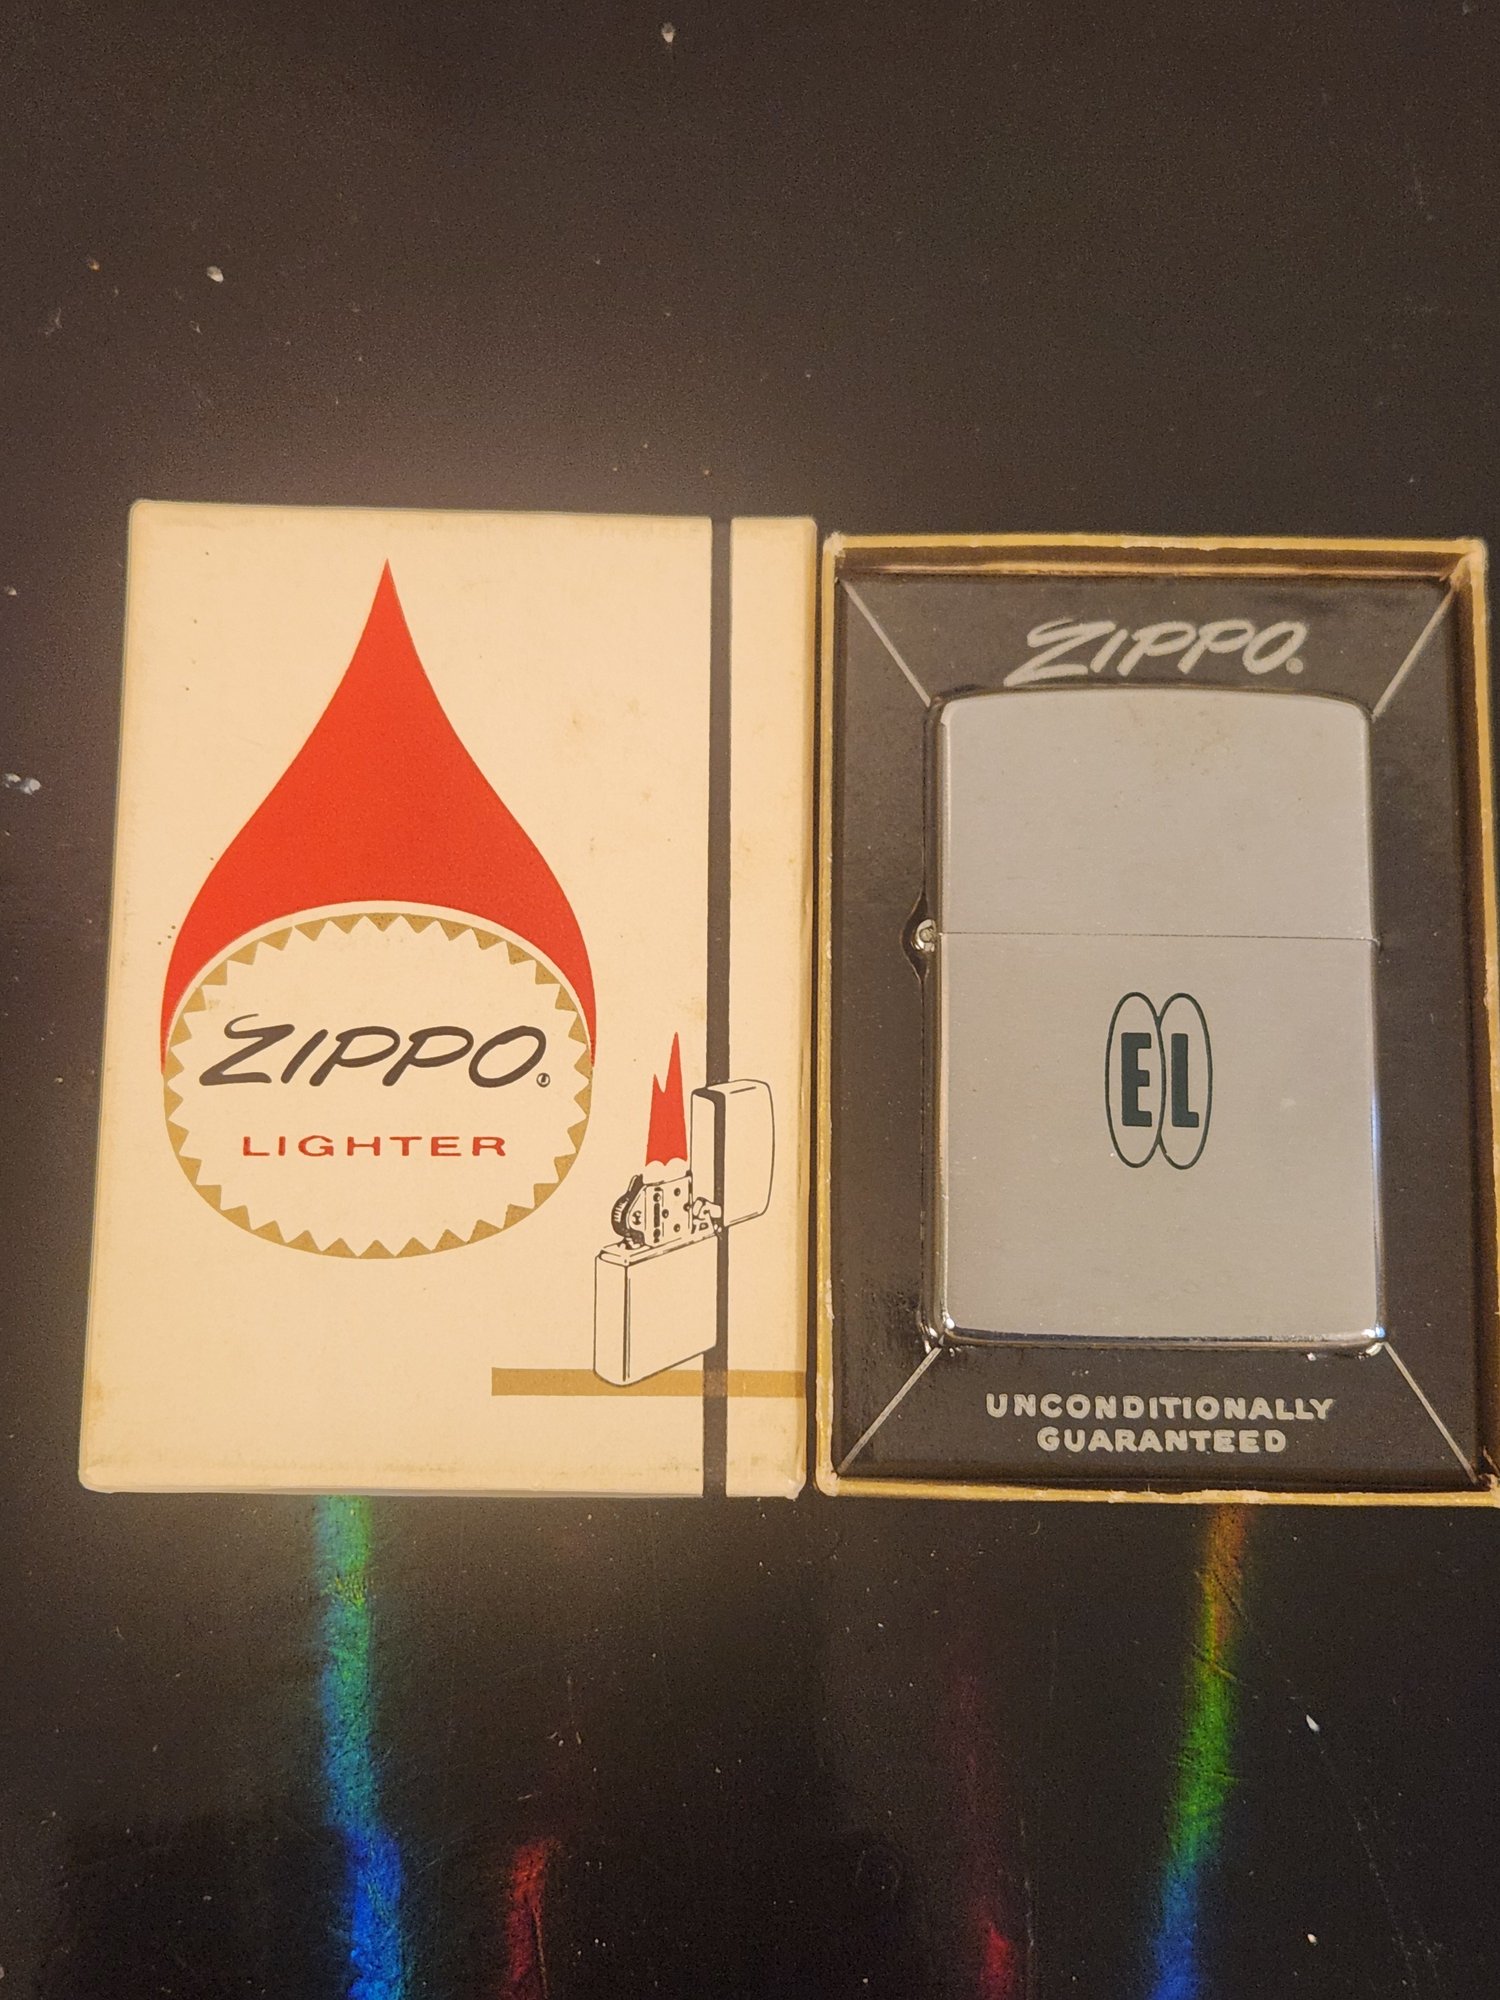 ZIPPO®
LIGHTER
ZIPPO®
EL
UNCONDITIONALLY
GUARANTEED